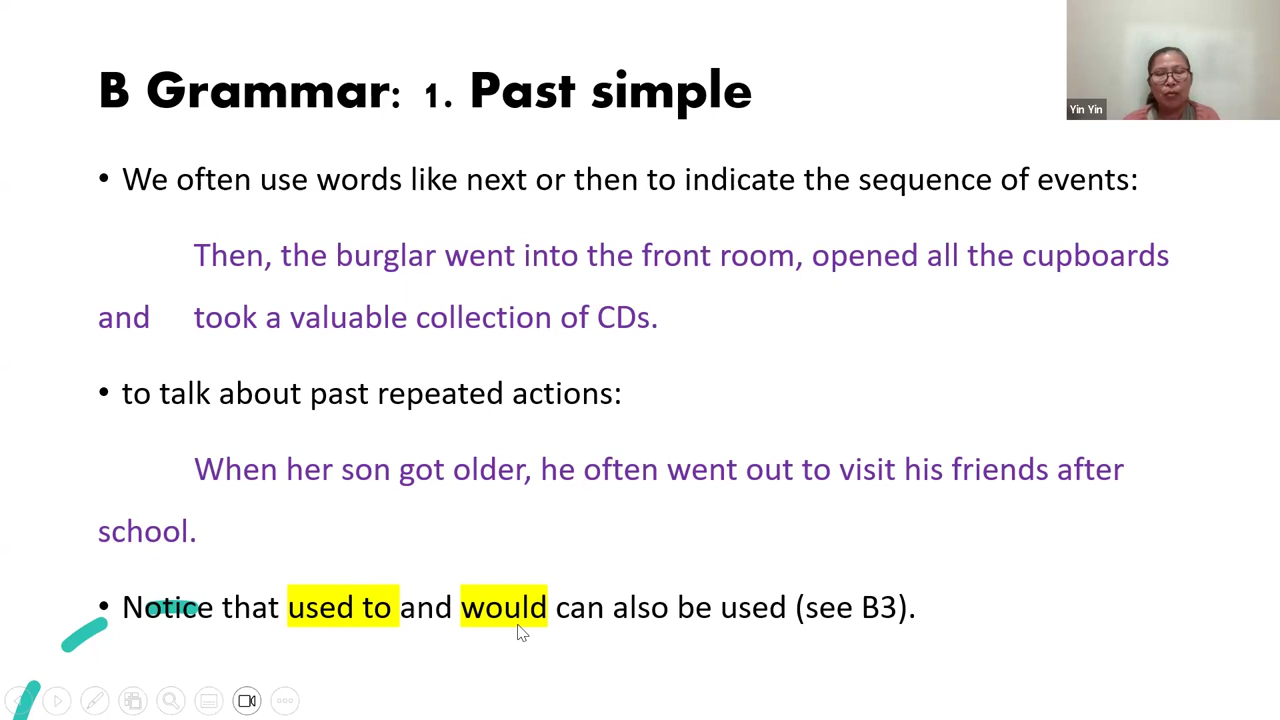 B Grammar: 1. Past simple
Yin Yin
• We often use words like next or then to indicate the sequence of events:
Then, the burglar went into the front room, opened all the cupboards
and took a valuable collection of CDs.
• to talk about past repeated actions:
When her son got older, he often went out to visit his friends after
school.
• Notice that used to and would can also be used (see B3).